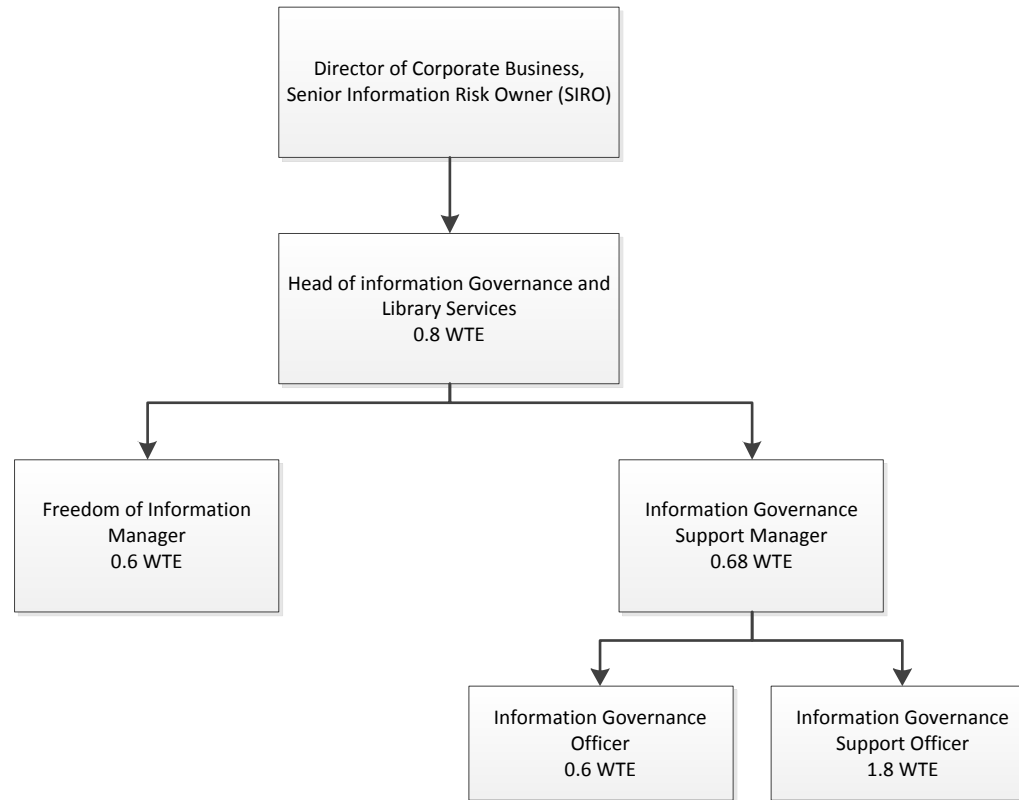 Director of Corporate Business,
Senior Information Risk Owner (SIRO)
Head of information Governance and
Library Services
0.8 WTE
Freedom of Information
Manager
0.6 WTE
Information Governance
Support Manager
0.68 WTE
Information Governance
Officer
0.6 WTE
Information Governance
Support Officer
1.8 WTE